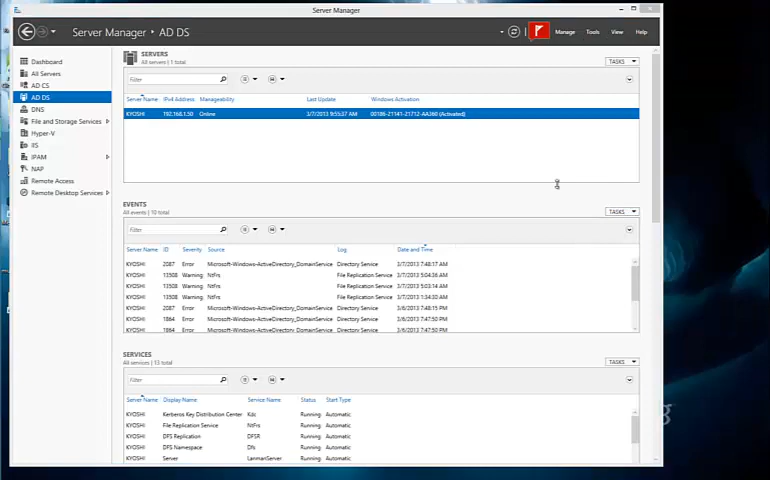 Server Manager
Server Manager • AD DS
Manage Tools View Help
Dashboard
All Servers
AD CS
AD DS
DNS
File and Storage Services
Hyper-V
IIS
IPAM
NAP
Remote Access
Remote Desktop Services
SERVERS
All servers | 1 total
TASKS
Filter
Server Name IPv4 Address Manageability Last Update Windows Activation
KYOSHI 192.168.1.50 Online 3/7/2013 9:55:37 AM 00186-21141-21712-AA360 (Activated)
EVENTS
All events | 10 total
TASKS
Filter
Server Name ID Severity Source Log Date and Time
KYOSHI 2087 Error Microsoft-Windows-ActiveDirectory_DomainService Directory Service 3/7/2013 7:48:17 AM
KYOSHI 13508 Warning NtFrs File Replication Service 3/7/2013 5:04:36 AM
KYOSHI 13508 Warning NtFrs File Replication Service 3/7/2013 5:03:14 AM
KYOSHI 13508 Warning NtFrs File Replication Service 3/7/2013 1:34:30 AM
KYOSHI 2087 Error Microsoft-Windows-ActiveDirectory_DomainService Directory Service 3/6/2013 7:48:15 PM
KYOSHI 1864 Error Microsoft-Windows-ActiveDirectory_DomainService Directory Service 3/6/2013 7:47:50 PM
KYOSHI 1864 Error Microsoft-Windows-ActiveDirectory_DomainService Directory Service 3/6/2013 7:47:50 PM
SERVICES
All services | 13 total
TASKS
Filter
Server Name Display Name Service Name Status Start Type
KYOSHI Kerberos Key Distribution Center Kdc Running Automatic
KYOSHI File Replication Service NtFrs Running Automatic
KYOSHI DFS Replication DFSR Running Automatic
KYOSHI DFS Namespace Dfs Running Automatic
KYOSHI Server LanmanServer Running Automatic